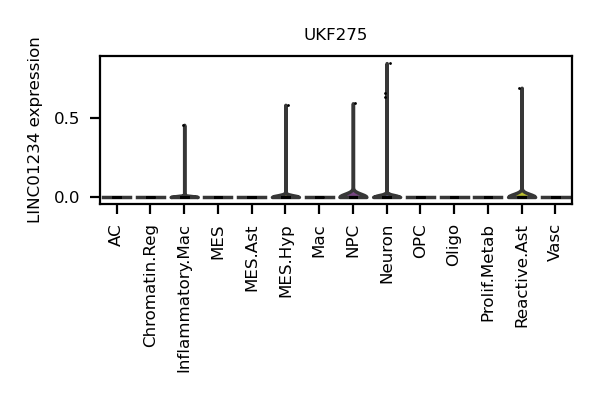 UKF275
LINC01234 expression
0.5
0.0
AC
Chromatin.Reg
Inflammatory.Mac
MES
MES.Ast
MES.Hyp
Mac
NPC
Neuron
OPC
Oligo
Prolif.Metab
Reactive.Ast
Vasc